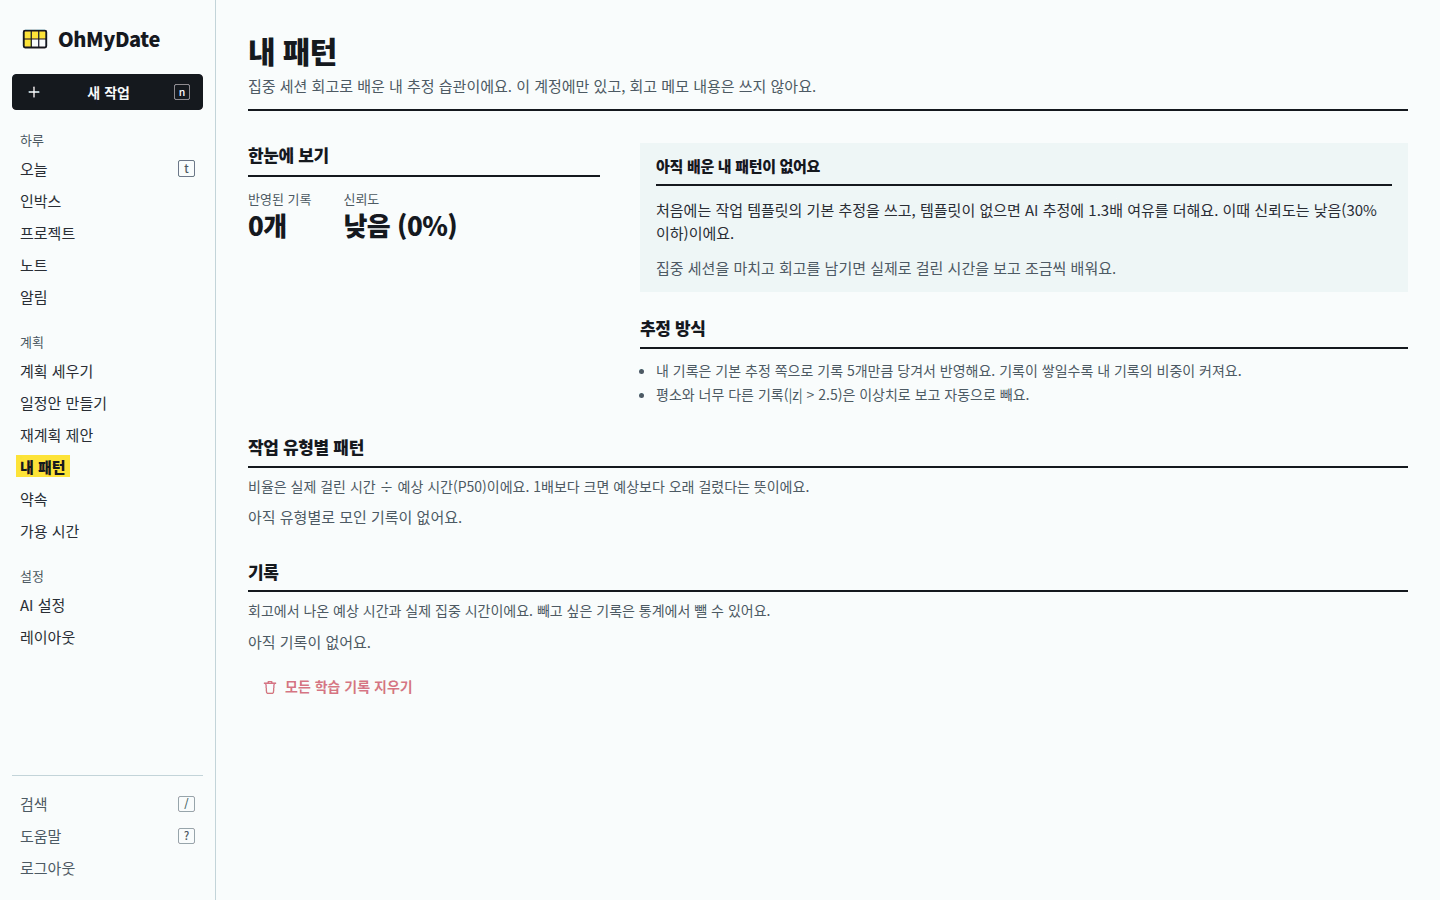 OhMyDate
새 작업 n
하루
오늘 t
인박스
프로젝트
노트
알림
계획
계획 세우기
일정안 만들기
재계획 제안
내 패턴
약속
가용 시간
설정
AI 설정
레이아웃
검색 /
도움말 ?
로그아웃
내 패턴
집중 세션 회고로 배운 내 추정 습관이에요. 이 계정에만 있고, 회고 메모 내용은 쓰지 않아요.
한눈에 보기
반영된 기록 신뢰도
0개 낮음 (0%)
아직 배운 내 패턴이 없어요
처음에는 작업 템플릿의 기본 추정을 쓰고, 템플릿이 없으면 AI 추정에 1.3배 여유를 더해요. 이때 신뢰도는 낮음(30%
이하)이에요.
집중 세션을 마치고 회고를 남기면 실제로 걸린 시간을 보고 조금씩 배워요.
추정 방식
내 기록은 기본 추정 쪽으로 기록 5개만큼 당겨서 반영해요. 기록이 쌓일수록 내 기록의 비중이 커져요.
평소와 너무 다른 기록(|z| > 2.5)은 이상치로 보고 자동으로 빼요.
작업 유형별 패턴
비율은 실제 걸린 시간 ÷ 예상 시간(P50)이에요. 1배보다 크면 예상보다 오래 걸렸다는 뜻이에요.
아직 유형별로 모인 기록이 없어요.
기록
회고에서 나온 예상 시간과 실제 집중 시간이에요. 빼고 싶은 기록은 통계에서 뺄 수 있어요.
아직 기록이 없어요.
모든 학습 기록 지우기